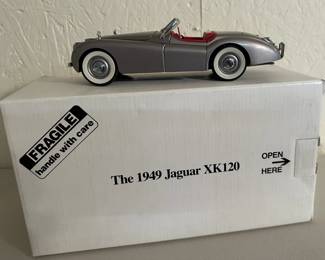 FRAGILE
handle with care
The 1949 Jaguar XK120
OPEN
HERE